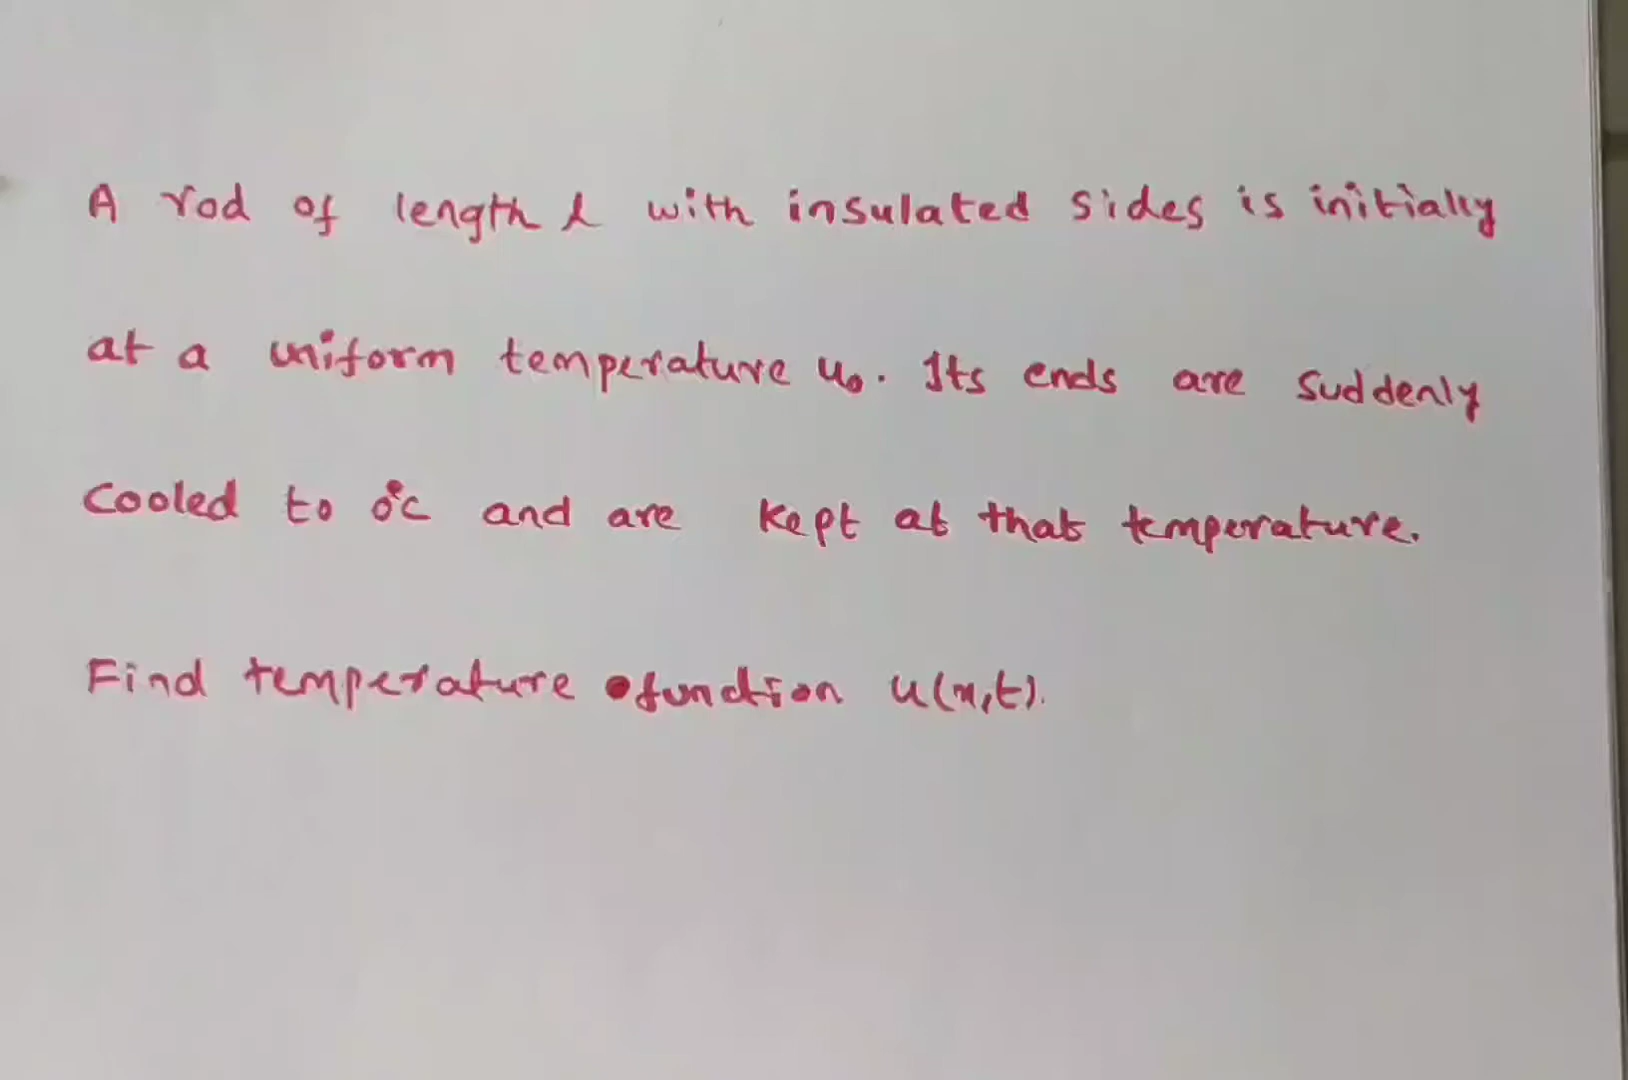 A rod of length l with insulated sides is initially
at a uniform temperature u₀. Its ends are suddenly
cooled to 0°c and are kept at that temperature.
Find temperature function u(x,t).